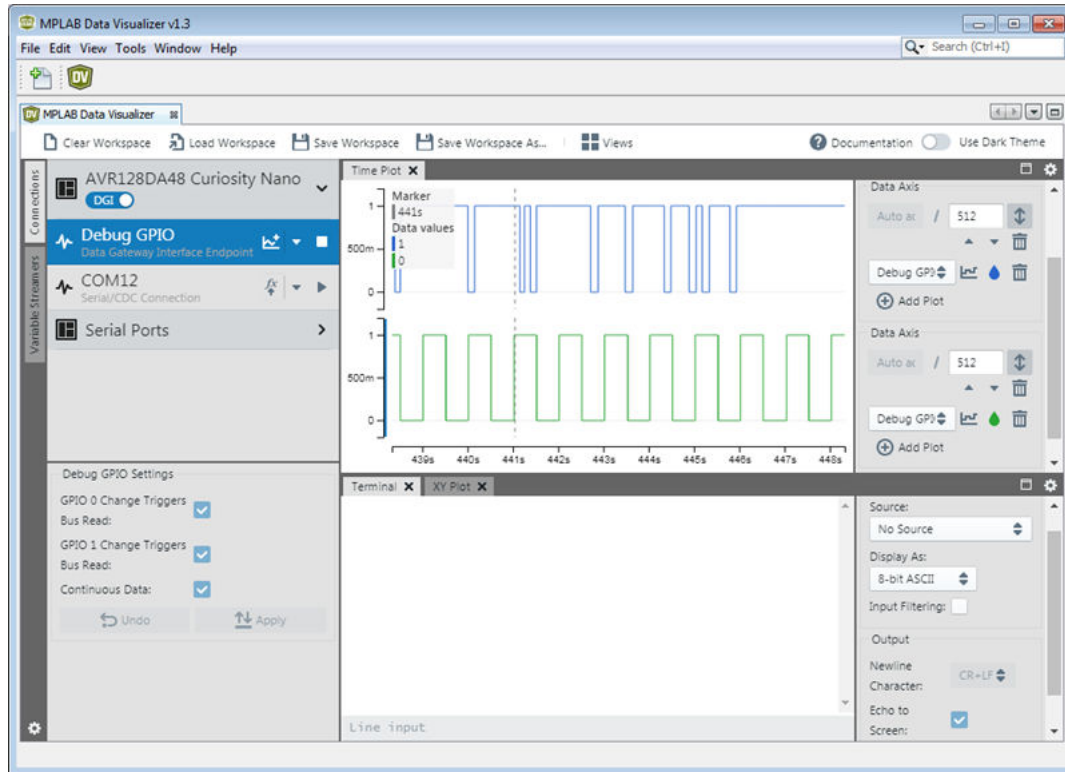 MPLAB Data Visualizer v1.3
File Edit View Tools Window Help
Search (Ctrl+I)
DV
DV MPLAB Data Visualizer
Clear Workspace Load Workspace Save Workspace Save Workspace As... Views Documentation Use Dark Theme
Connections
Variable Streamers
AVR128DA48 Curiosity Nano
DGI
Debug GPIO
Data Gateway Interface Endpoint
COM12
Serial/CDC Connection
Serial Ports
Debug GPIO Settings
GPIO 0 Change Triggers
Bus Read:
GPIO 1 Change Triggers
Bus Read:
Continuous Data:
Undo Apply
Time Plot
Marker
441s
Data values
1
0
1
500m
0
1
500m
0
439s 440s 441s 442s 443s 444s 445s 446s 447s 448s
Data Axis
Auto / 512
Debug GPI
Add Plot
Data Axis
Auto / 512
Debug GPI
Add Plot
Terminal XY Plot
Line input
Source:
No Source
Display As:
8-bit ASCII
Input Filtering:
Output
Newline
Character:
CR+LF
Echo to
Screen: